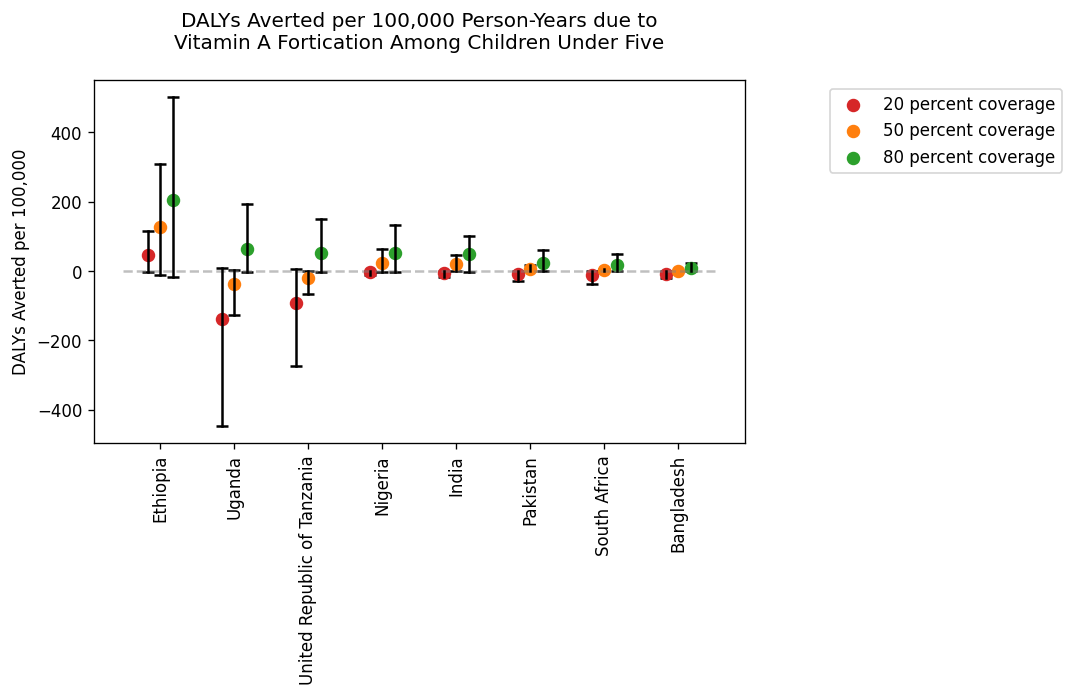 DALYs Averted per 100,000 Person-Years due to
Vitamin A Fortication Among Children Under Five
DALYs Averted per 100,000
400
200
0
−200
−400
Ethiopia
Uganda
United Republic of Tanzania
Nigeria
India
Pakistan
South Africa
Bangladesh
20 percent coverage
50 percent coverage
80 percent coverage